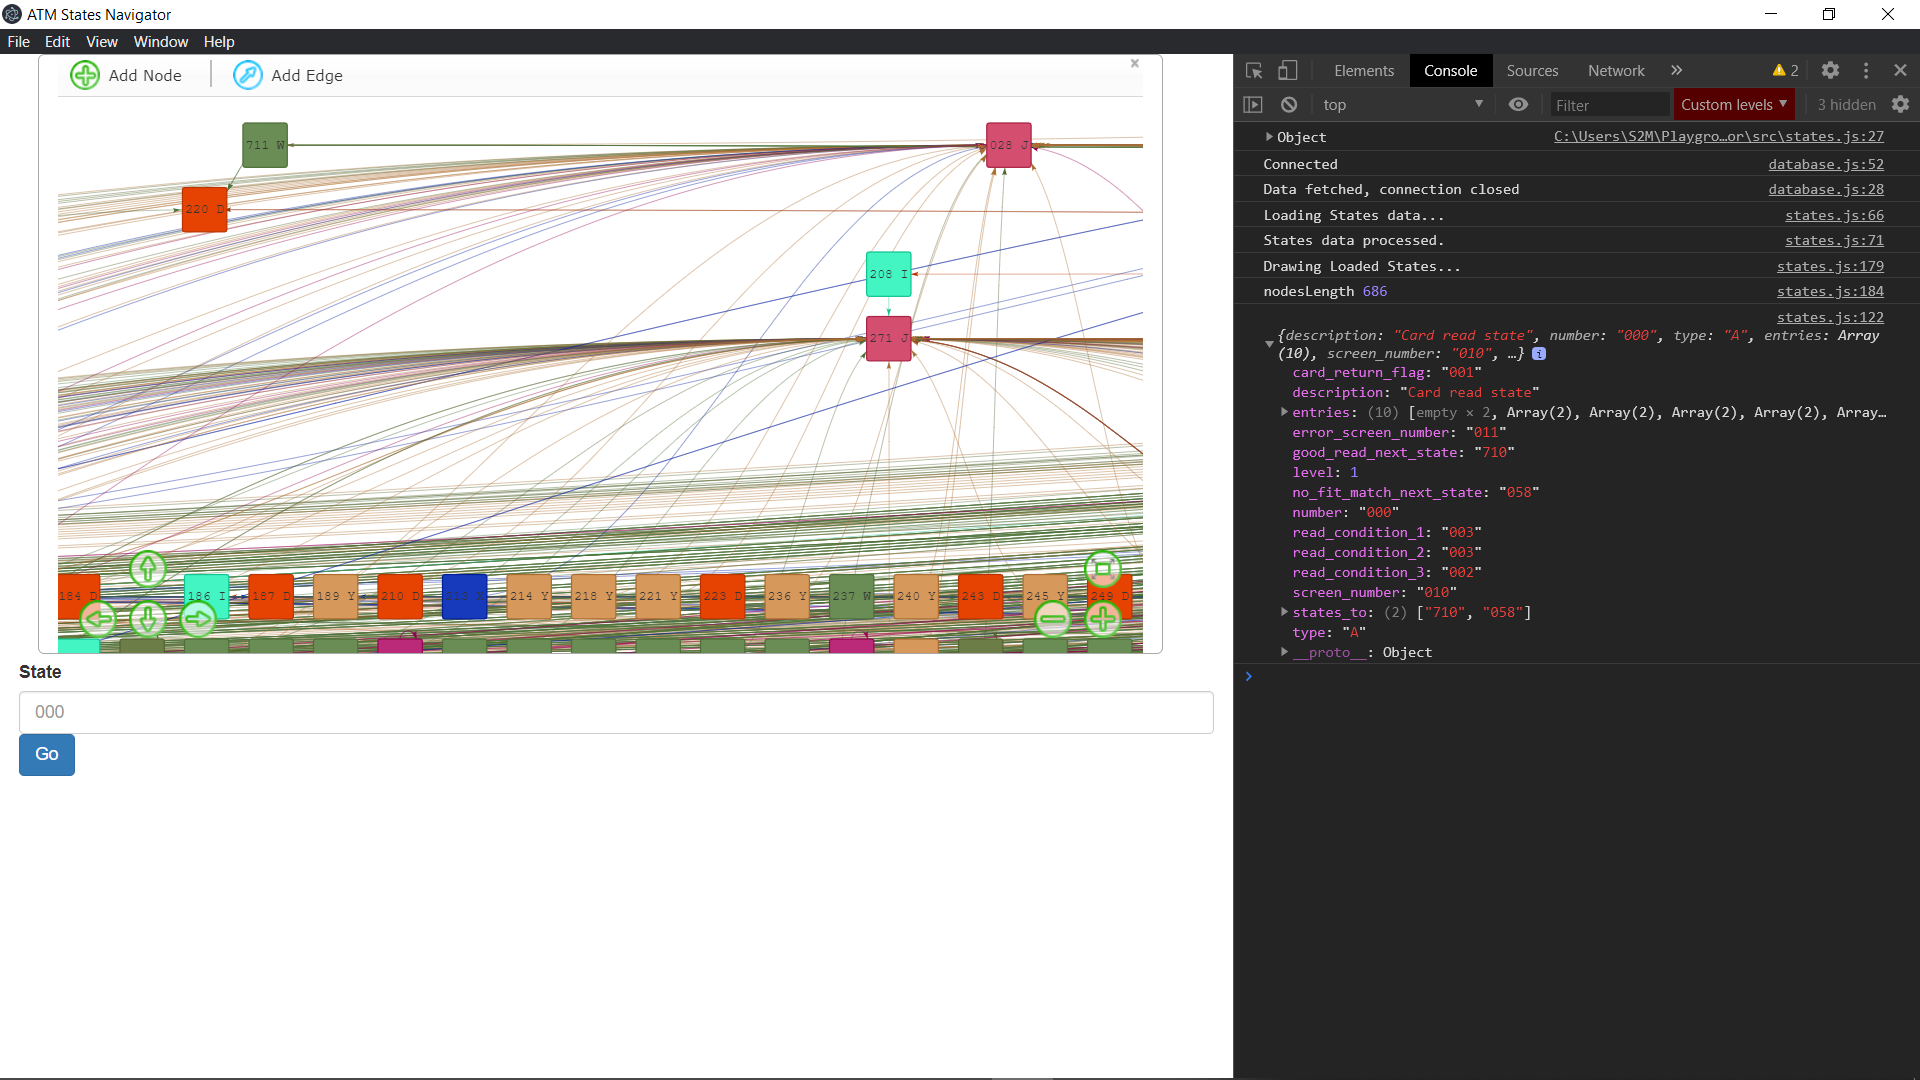 ATM States Navigator
File Edit View Window Help
Add Node Add Edge ×
711 W
028 J
220 D
208 I
271 J
184 D 186 I 187 D 189 Y 210 D 214 Y 218 Y 221 Y 223 D 236 Y 237 W 240 Y 243 D 245 Y 249 D
State
000
Go
Elements Console Sources Network » 2
top Filter Custom levels ▼ 3 hidden
Object C:\Users\S2M\Playgro…or\src\states.js:27
Connected database.js:52
Data fetched, connection closed database.js:28
Loading States data... states.js:66
States data processed. states.js:71
Drawing Loaded States... states.js:179
nodesLength 686 states.js:184
states.js:122
{description: "Card read state", number: "000", type: "A", entries: Array
(10), screen_number: "010", …} i
card_return_flag: "001"
description: "Card read state"
entries: (10) [empty × 2, Array(2), Array(2), Array(2), Array(2), Array…
error_screen_number: "011"
good_read_next_state: "710"
level: 1
no_fit_match_next_state: "058"
number: "000"
read_condition_1: "003"
read_condition_2: "003"
read_condition_3: "002"
screen_number: "010"
states_to: (2) ["710", "058"]
type: "A"
__proto__: Object